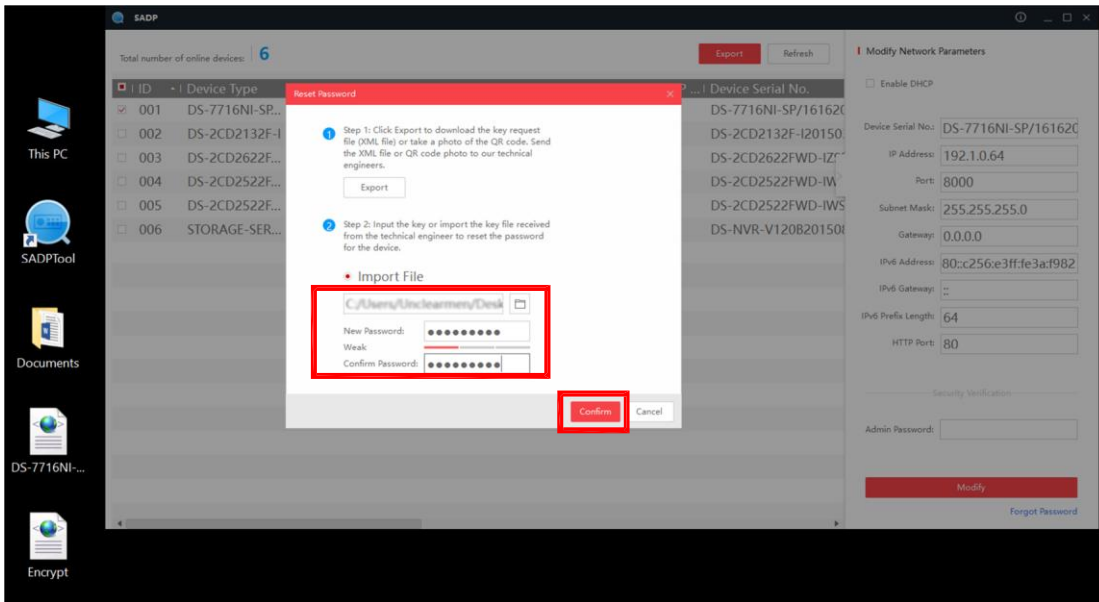 SADP
Total number of online devices: 6
Export
Refresh
ID
Device Type
P ...
Device Serial No.
001 DS-7716NI-SP... DS-7716NI-SP/161620
002 DS-2CD2132F-I DS-2CD2132F-I20150
003 DS-2CD2622F... DS-2CD2622FWD-IZS
004 DS-2CD2522F... DS-2CD2522FWD-IW
005 DS-2CD2522F... DS-2CD2522FWD-IWS
006 STORAGE-SER... DS-NVR-V120B201508
Reset Password
1
Step 1: Click Export to download the key request
file (XML file) or take a photo of the QR code. Send
the XML file or QR code photo to our technical
engineers.
Export
2
Step 2: Input the key or import the key file received
from the technical engineer to reset the password
for the device.
Import File
C:/Users/Unclearmen/Desk
New Password: ●●●●●●●●●
Weak
Confirm Password: ●●●●●●●●●
Confirm
Cancel
Modify Network Parameters
Enable DHCP
Device Serial No.: DS-7716NI-SP/161620
IP Address: 192.1.0.64
Port: 8000
Subnet Mask: 255.255.255.0
Gateway: 0.0.0.0
IPv6 Address: 80::c256:e3ff:fe3a:f982
IPv6 Gateway: ::
IPv6 Prefix Length: 64
HTTP Port: 80
Security Verification
Admin Password:
Modify
Forgot Password
This PC
SADPTool
Documents
DS-7716NI-...
Encrypt